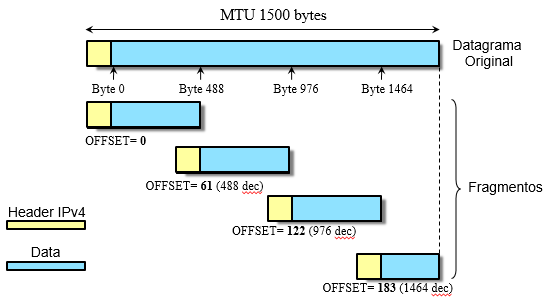 MTU 1500 bytes
Datagrama
Original
Byte 0
Byte 488
Byte 976
Byte 1464
OFFSET= 0
OFFSET= 61 (488 dec)
Fragmentos
Header IPv4
OFFSET= 122 (976 dec)
Data
OFFSET= 183 (1464 dec)